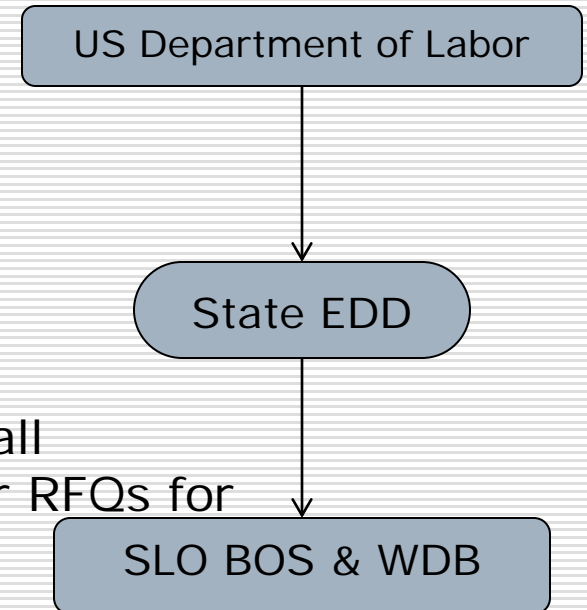 US Department of Labor
State EDD
all
r RFQs for
SLO BOS & WDB